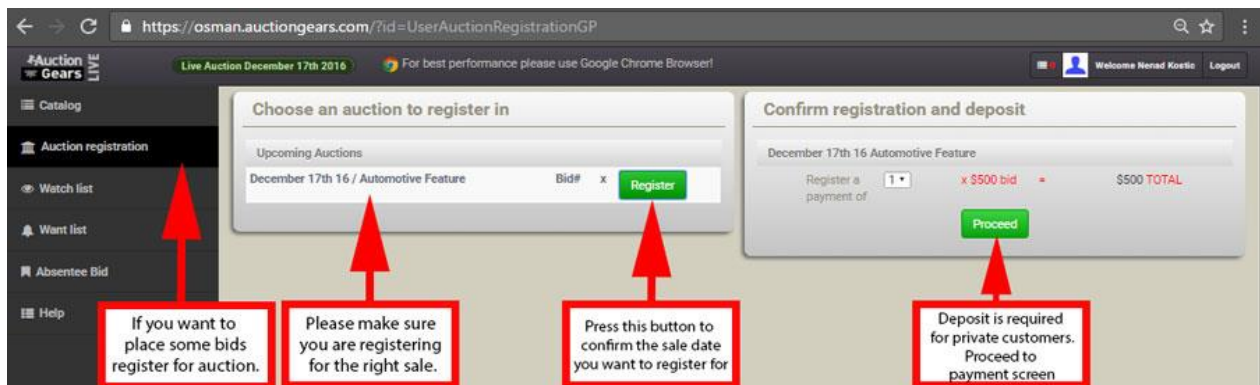 https://osman.auctiongears.com/?id=UserAuctionRegistrationGP
Auction
Gears
LIVE
Live Auction December 17th 2016
For best performance please use Google Chrome Browser!
Welcome Nenad Kostic
Logout
Catalog
Auction registration
Watch list
Want list
Absentee Bid
Help
Choose an auction to register in
Upcoming Auctions
December 17th 16 / Automotive Feature Bid# x Register
Confirm registration and deposit
December 17th 16 Automotive Feature
Register a
payment of
1 x $500 bid = $500 TOTAL
Proceed
If you want to
place some bids
register for auction.
Please make sure
you are registering
for the right sale.
Press this button to
confirm the sale date
you want to register for
Deposit is required
for private customers.
Proceed to
payment screen